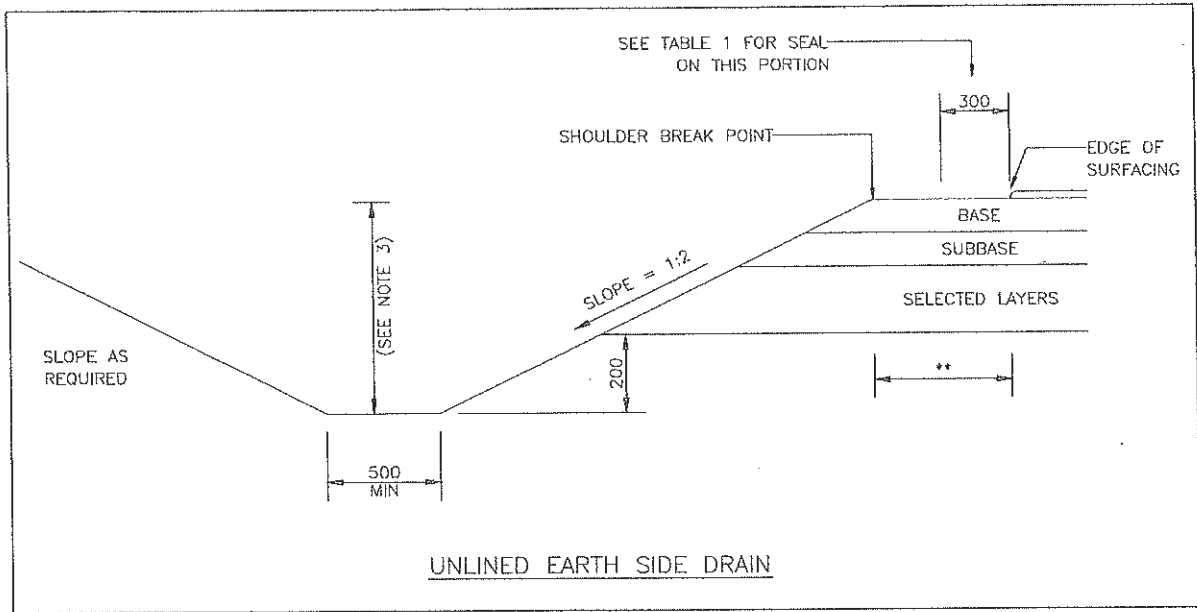 SEE TABLE 1 FOR SEAL
ON THIS PORTION
300
SHOULDER BREAK POINT
EDGE OF
SURFACING
BASE
SUBBASE
SELECTED LAYERS
SLOPE = 1:2
(SEE NOTE 3)
SLOPE AS
REQUIRED
200
**
500
MIN
UNLINED EARTH SIDE DRAIN